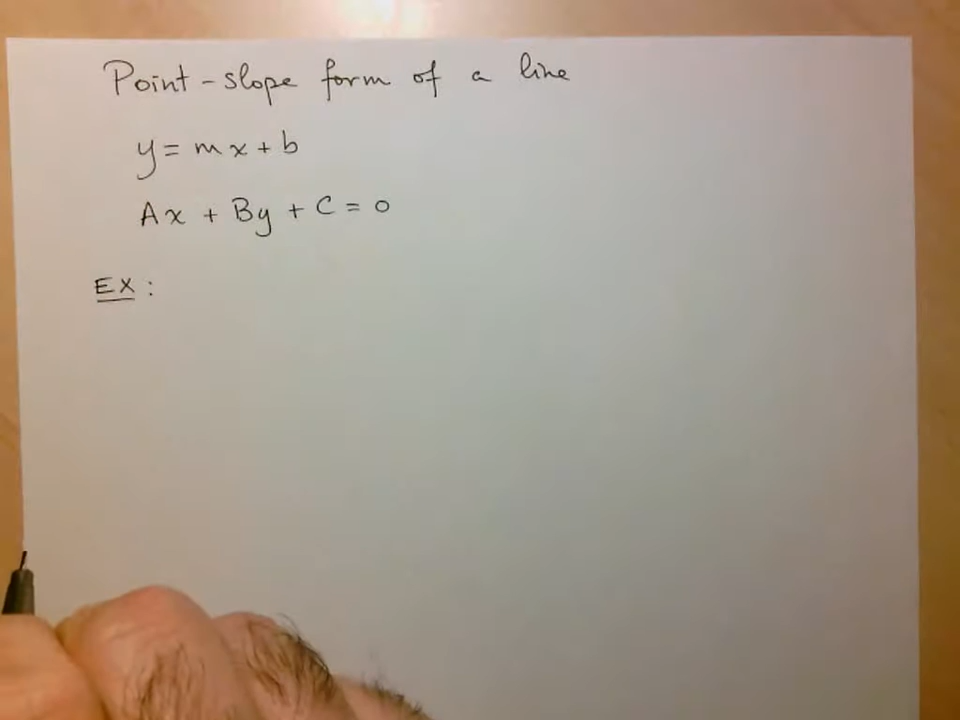 Point-slope form of a line
y = mx + b
Ax + By + C = 0
EX :